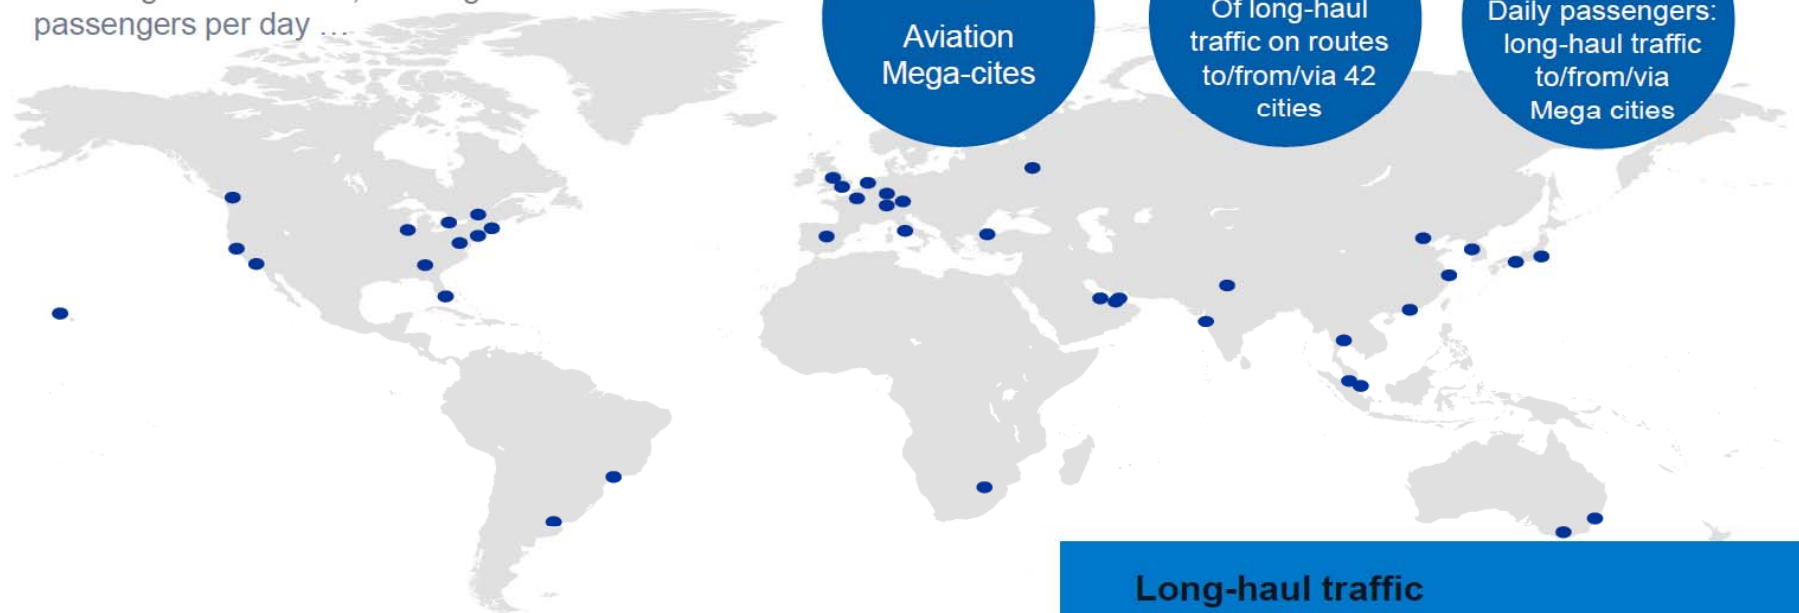 passengers per day ...
Aviation
Mega-cites
Of long-haul
traffic on routes
to/from/via 42
cities
Daily passengers:
long-haul traffic
to/from/via
Mega cities
Long-haul traffic